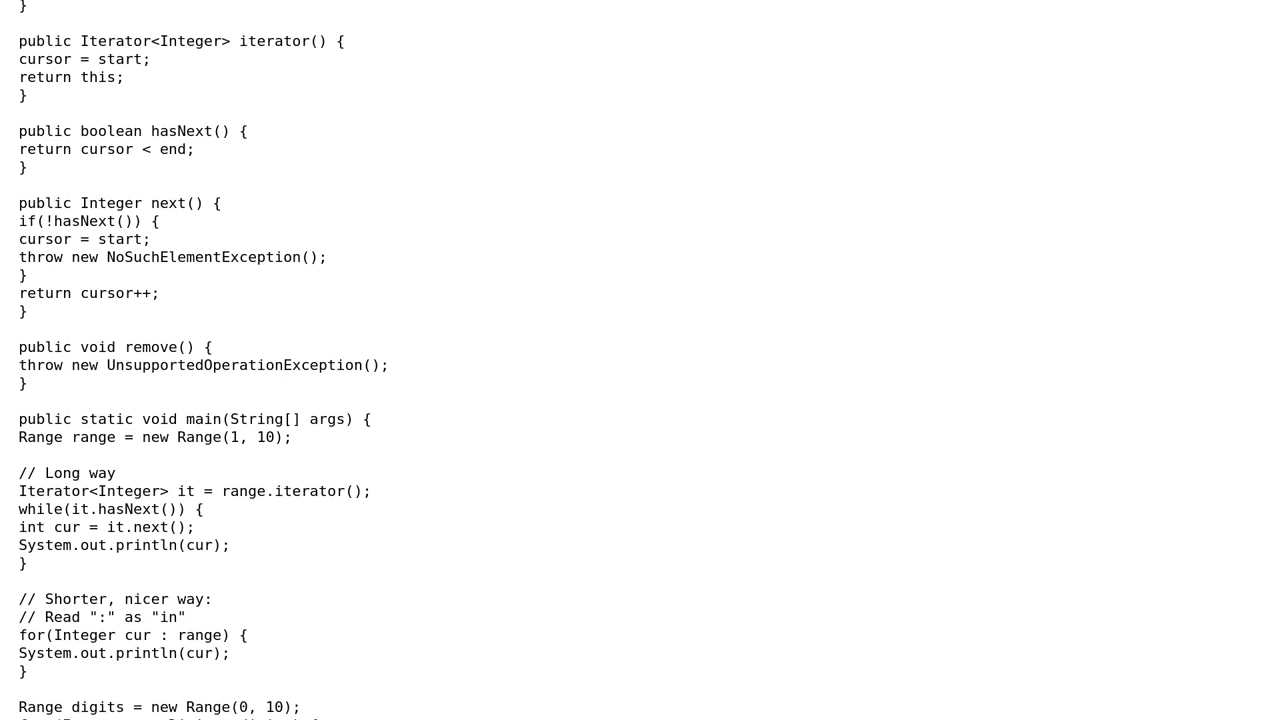 }

public Iterator<Integer> iterator() {
cursor = start;
return this;
}

public boolean hasNext() {
return cursor < end;
}

public Integer next() {
if(!hasNext()) {
cursor = start;
throw new NoSuchElementException();
}
return cursor++;
}

public void remove() {
throw new UnsupportedOperationException();
}

public static void main(String[] args) {
Range range = new Range(1, 10);

// Long way
Iterator<Integer> it = range.iterator();
while(it.hasNext()) {
int cur = it.next();
System.out.println(cur);
}

// Shorter, nicer way:
// Read ":" as "in"
for(Integer cur : range) {
System.out.println(cur);
}

Range digits = new Range(0, 10);